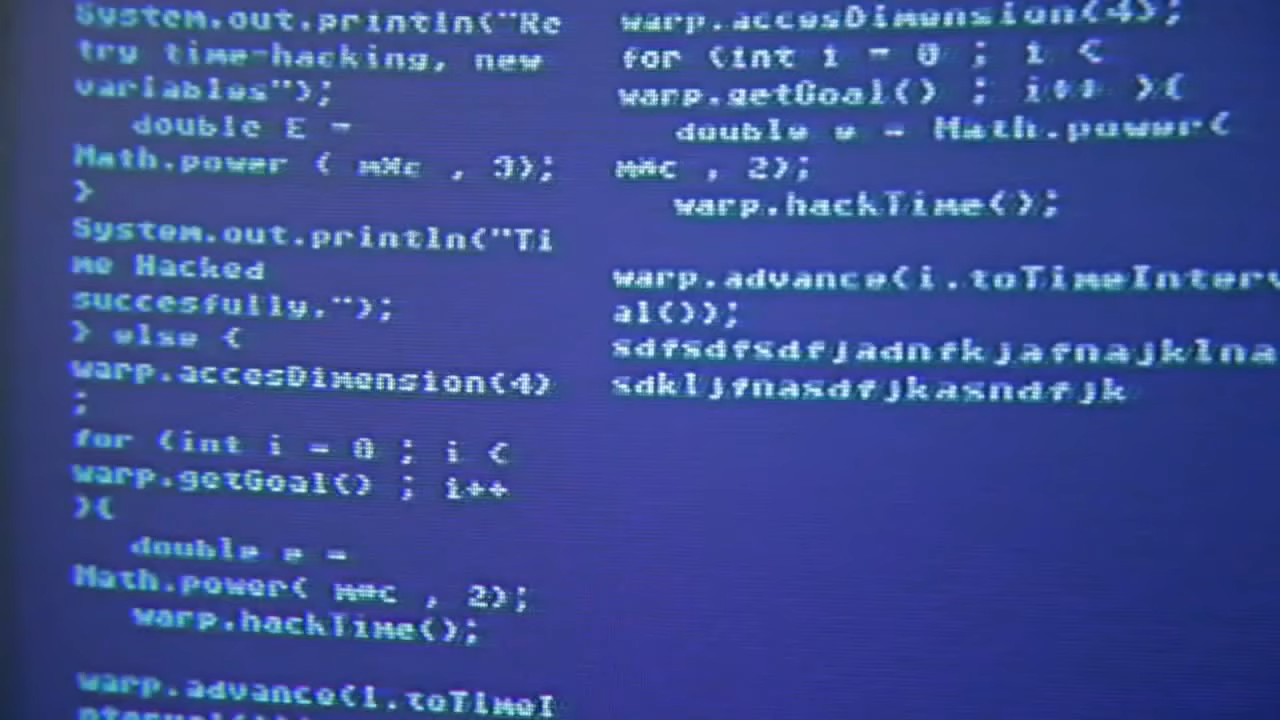 System.out.println("Re
try time-hacking, new
variables");
double E =
Math.power ( m*c , 3);
}
System.out.println("Ti
me Hacked
succesfully.");
} else {
warp.accesDimension(4)
;
for (int i = 0 ; i <
warp.getGoal() ; i++
){
double e =
Math.power( m*c , 2);
warp.hackTime();
warp.advance(i.toTimeI
nterval());
warp.accesDimension(4);
for (int i = 0 ; i <
warp.getGoal() ; i++ ){
double e = Math.power(
m*c , 2);
warp.hackTime();
warp.advance(i.toTimeInterv
al());
sdfsdfsdfjadnfkjafnajklna
sdkljfnasdfjkasndfjk